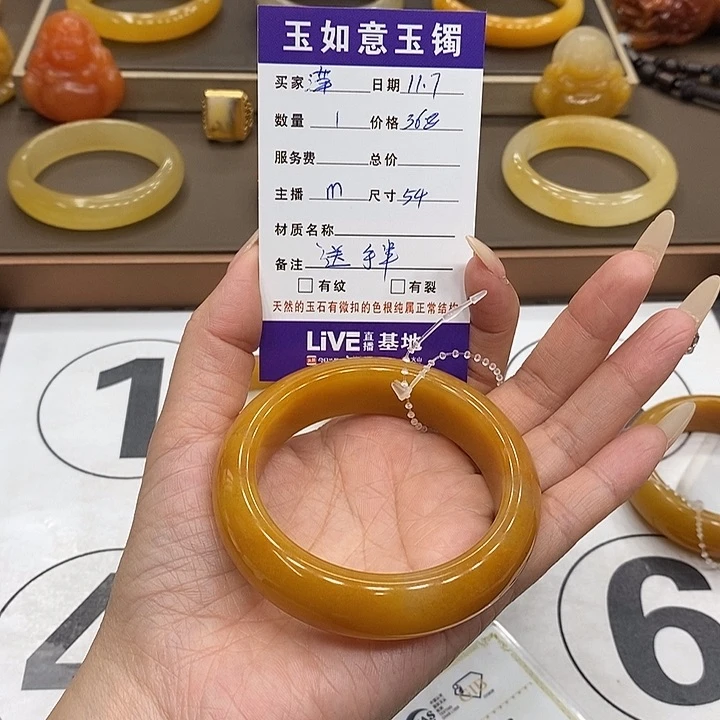 玉如意玉镯
买家 日期 11.7
数量 1 价格 368
服务费 总价
主播 m 尺寸 54
材质名称
备注 送手半
□有纹 □有裂
天然的玉石有微扣的色根纯属正常结构
LiVE 直播 基地
1
4
6